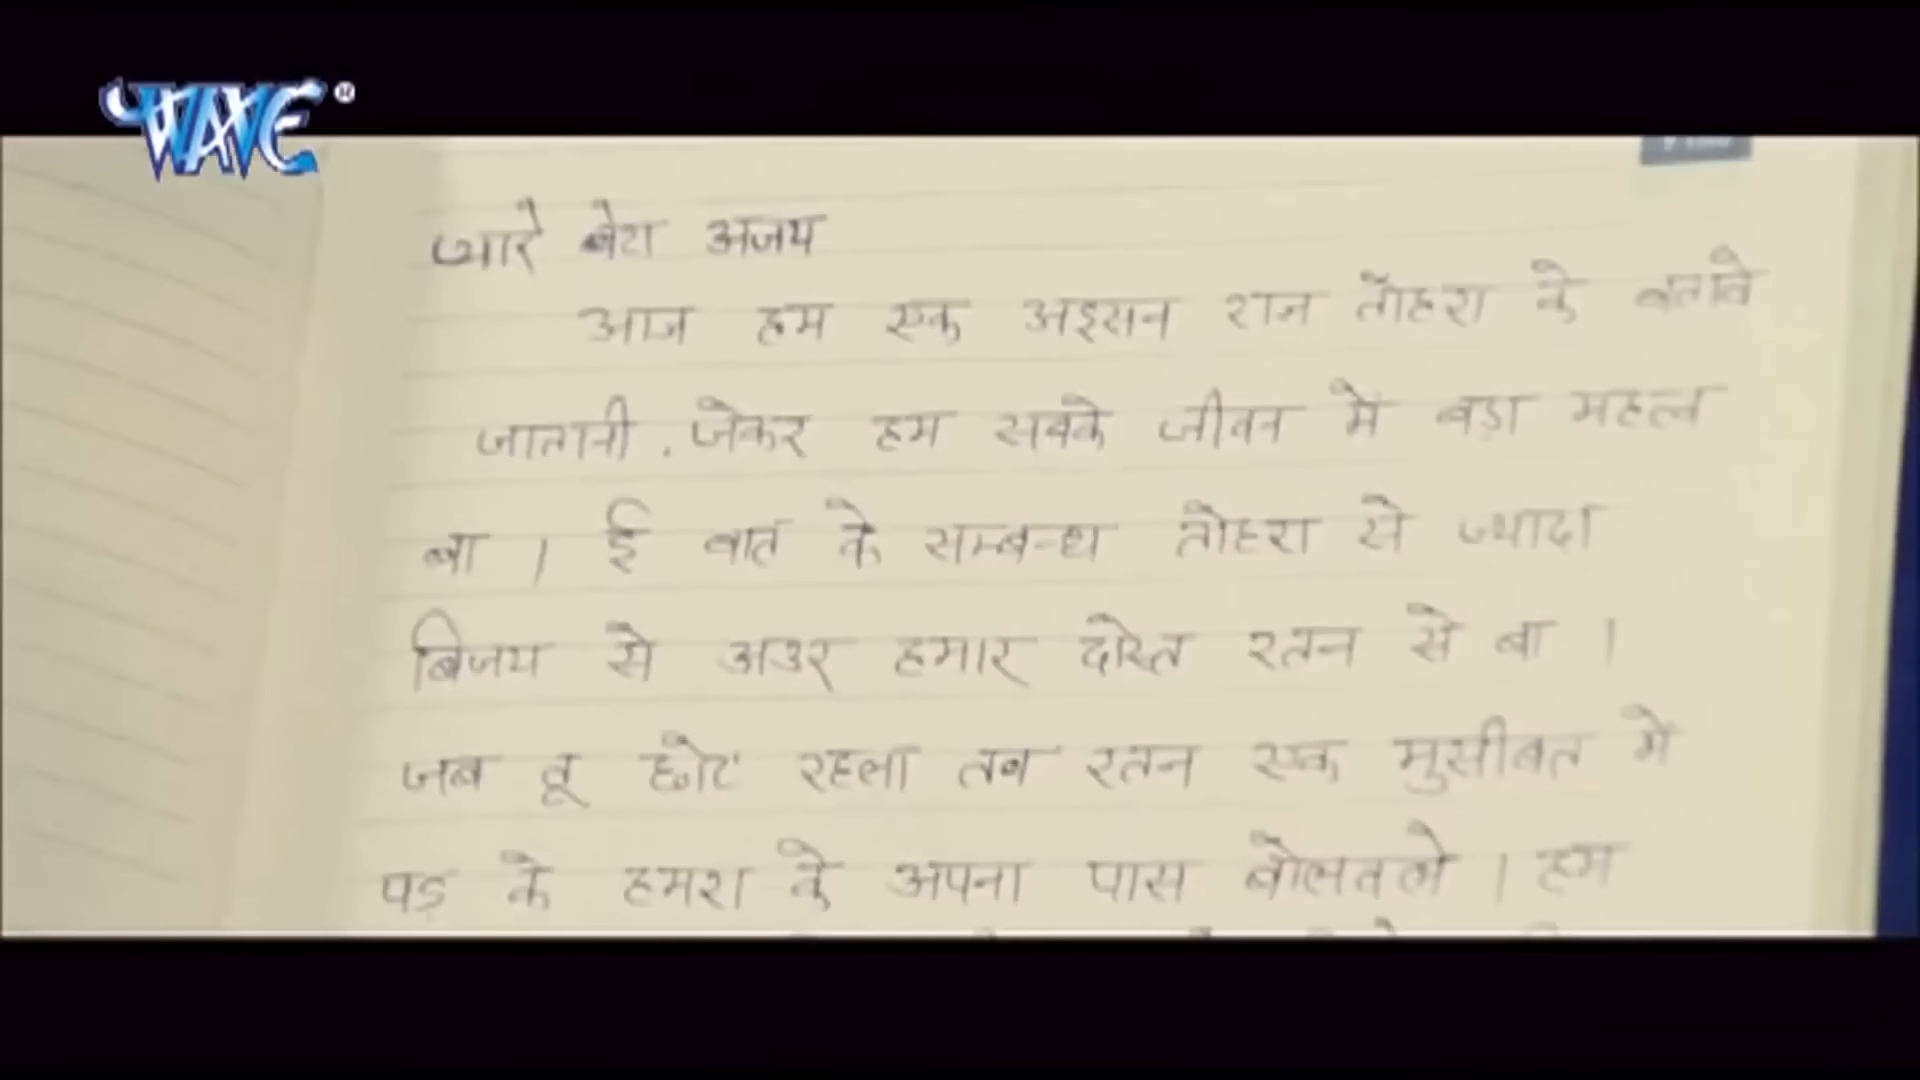 WAVE®
प्यारे बेटा अजय
आज हम एक अइसन राज तोहरा के बतावे
जातानी, जेकर हम सबके जीवन में बड़ा महत्व
बा । ई बात के सम्बन्ध तोहरा से ज्यादा
बिजय से अउर हमार दोस्त रतन से बा ।
जब तू छोट रहला तब रतन एक मुसीबत में
पड़ के हमरा के अपना पास बोलवले । हम